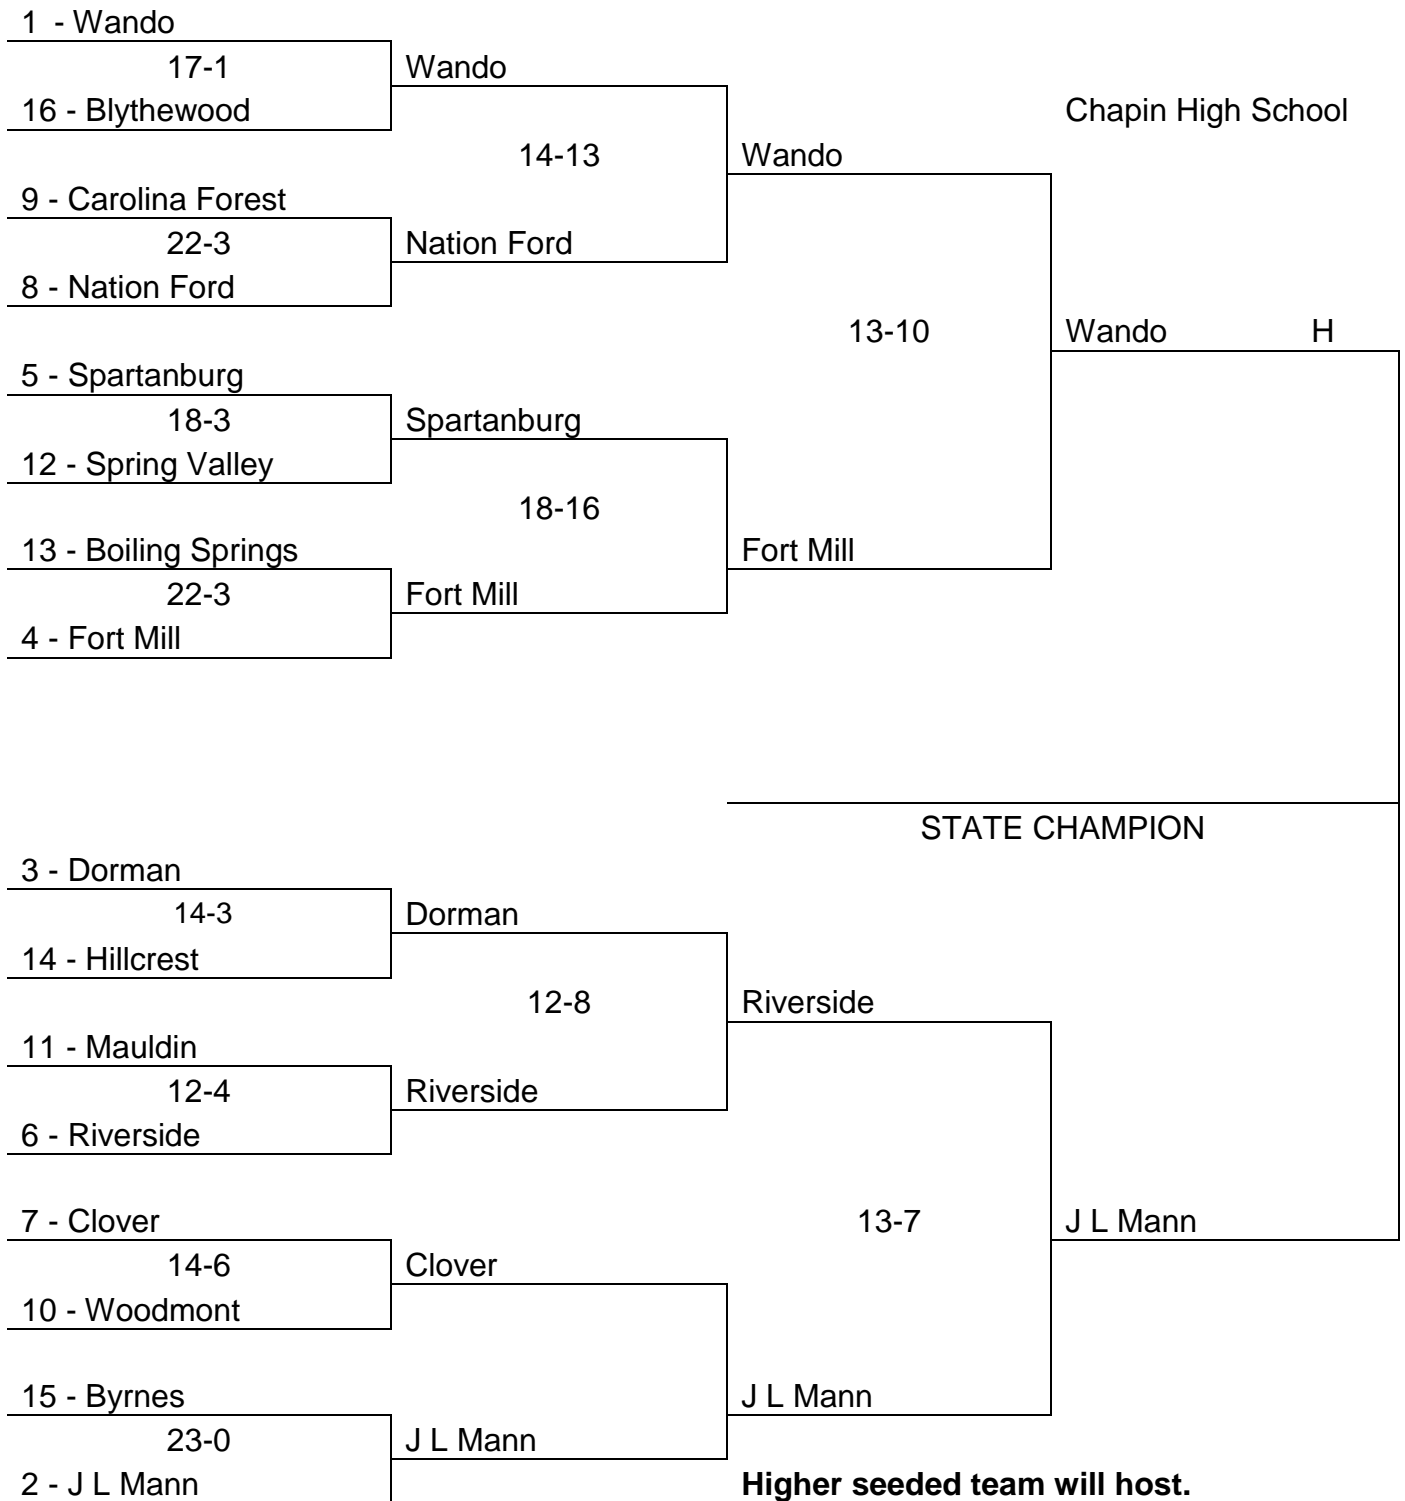 1 - Wando
17-1 Wando
16 - Blythewood Chapin High School
14-13 Wando
9 - Carolina Forest
22-3 Nation Ford
8 - Nation Ford
13-10 Wando H
5 - Spartanburg
18-3 Spartanburg
12 - Spring Valley
18-16
13 - Boiling Springs Fort Mill
22-3 Fort Mill
4 - Fort Mill
STATE CHAMPION
3 - Dorman
14-3 Dorman
14 - Hillcrest
12-8 Riverside
11 - Mauldin
12-4 Riverside
6 - Riverside
7 - Clover 13-7 J L Mann
14-6 Clover
10 - Woodmont
15 - Byrnes J L Mann
23-0 J L Mann
2 - J L Mann Higher seeded team will host.